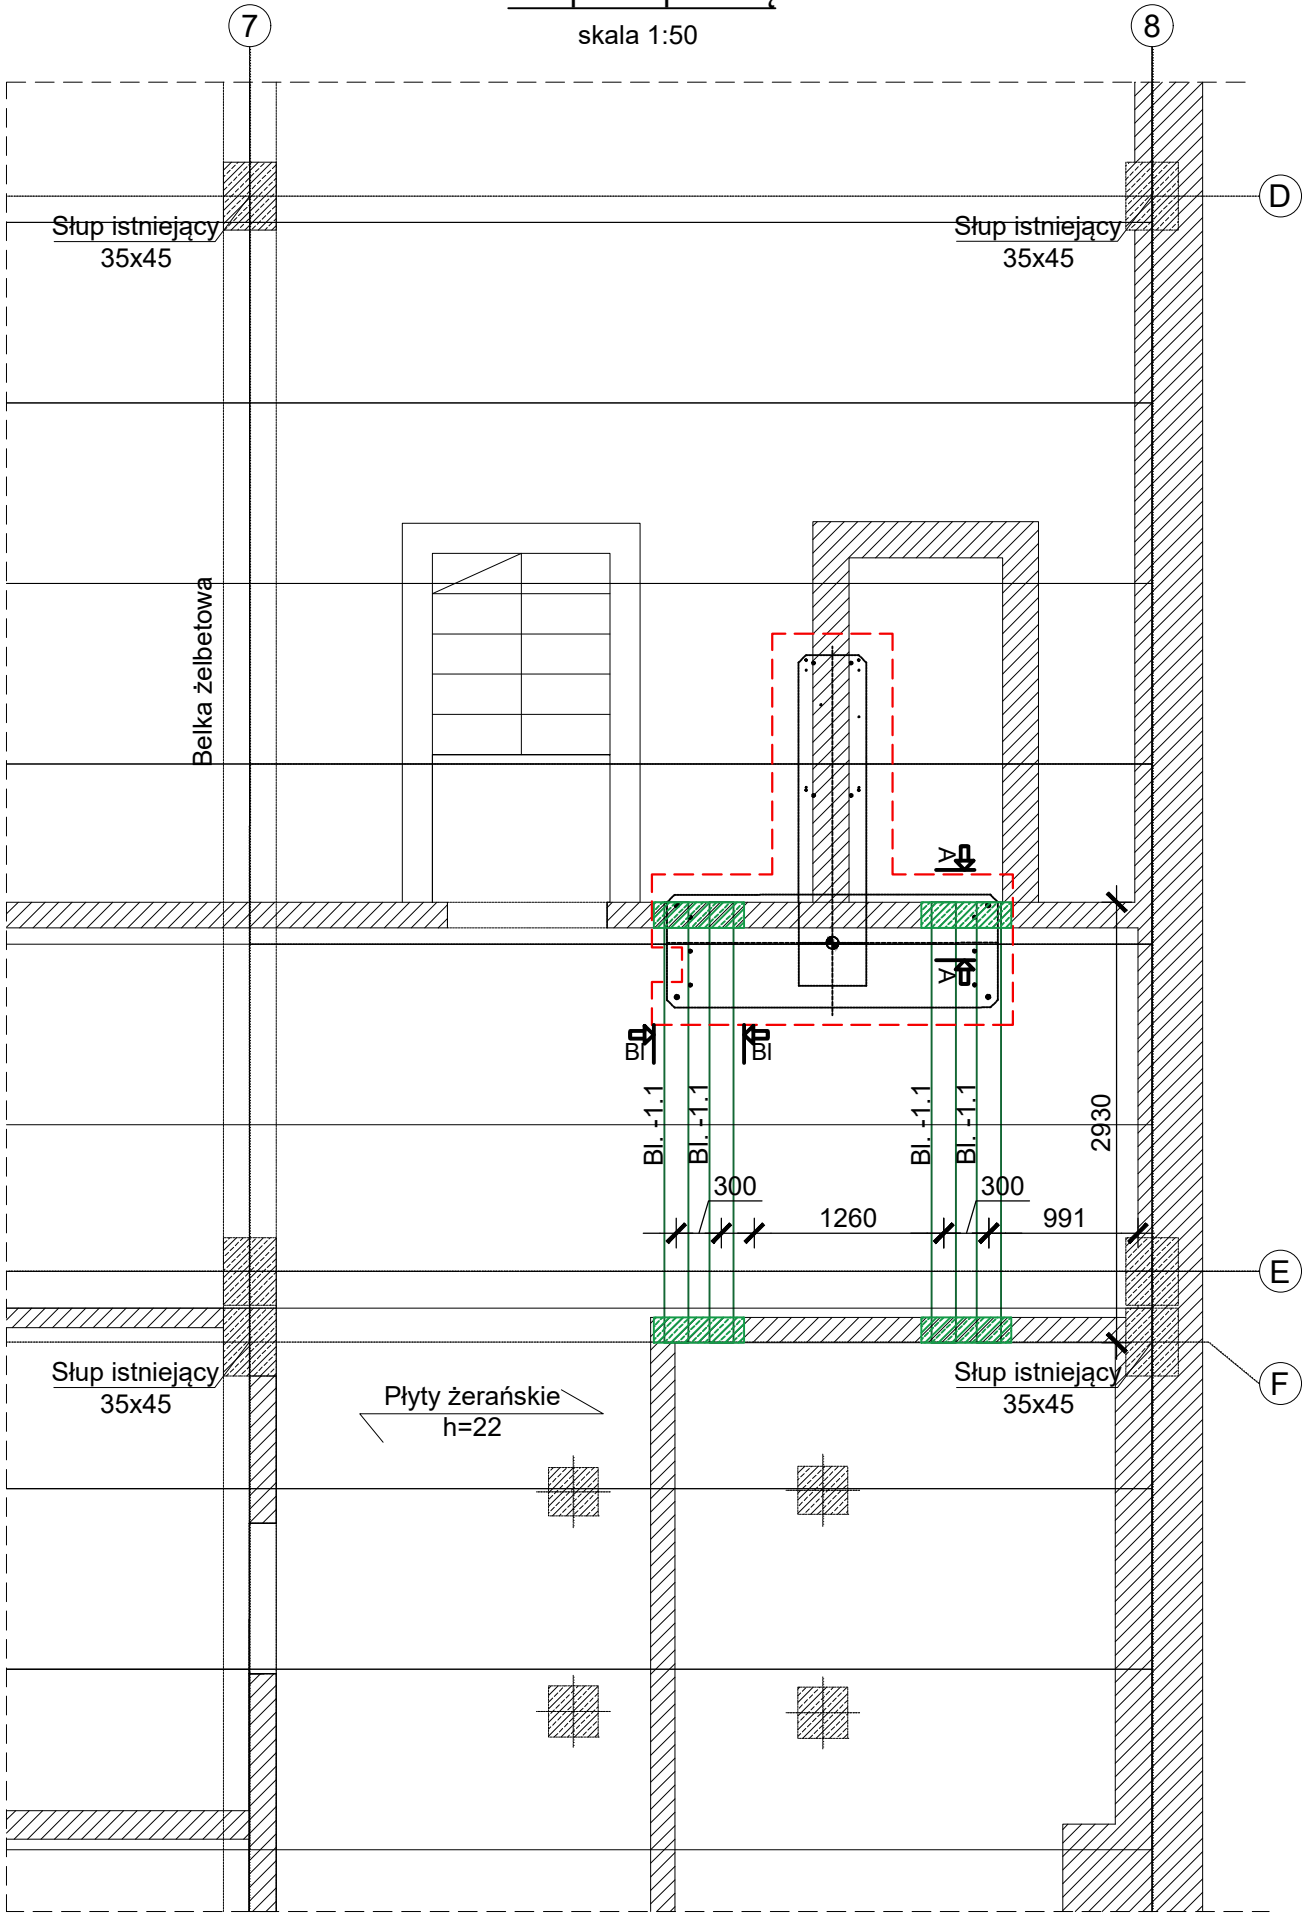 7
8
skala 1:50
D
Słup istniejący
35x45
Słup istniejący
35x45
Belka żelbetowa
A
A
Bl
Bl
Bl. -1.1
Bl. -1.1
Bl. -1.1
Bl. -1.1
2930
300
300
1260
991
E
Słup istniejący
35x45
Słup istniejący
35x45
F
Płyty żerańskie
h=22